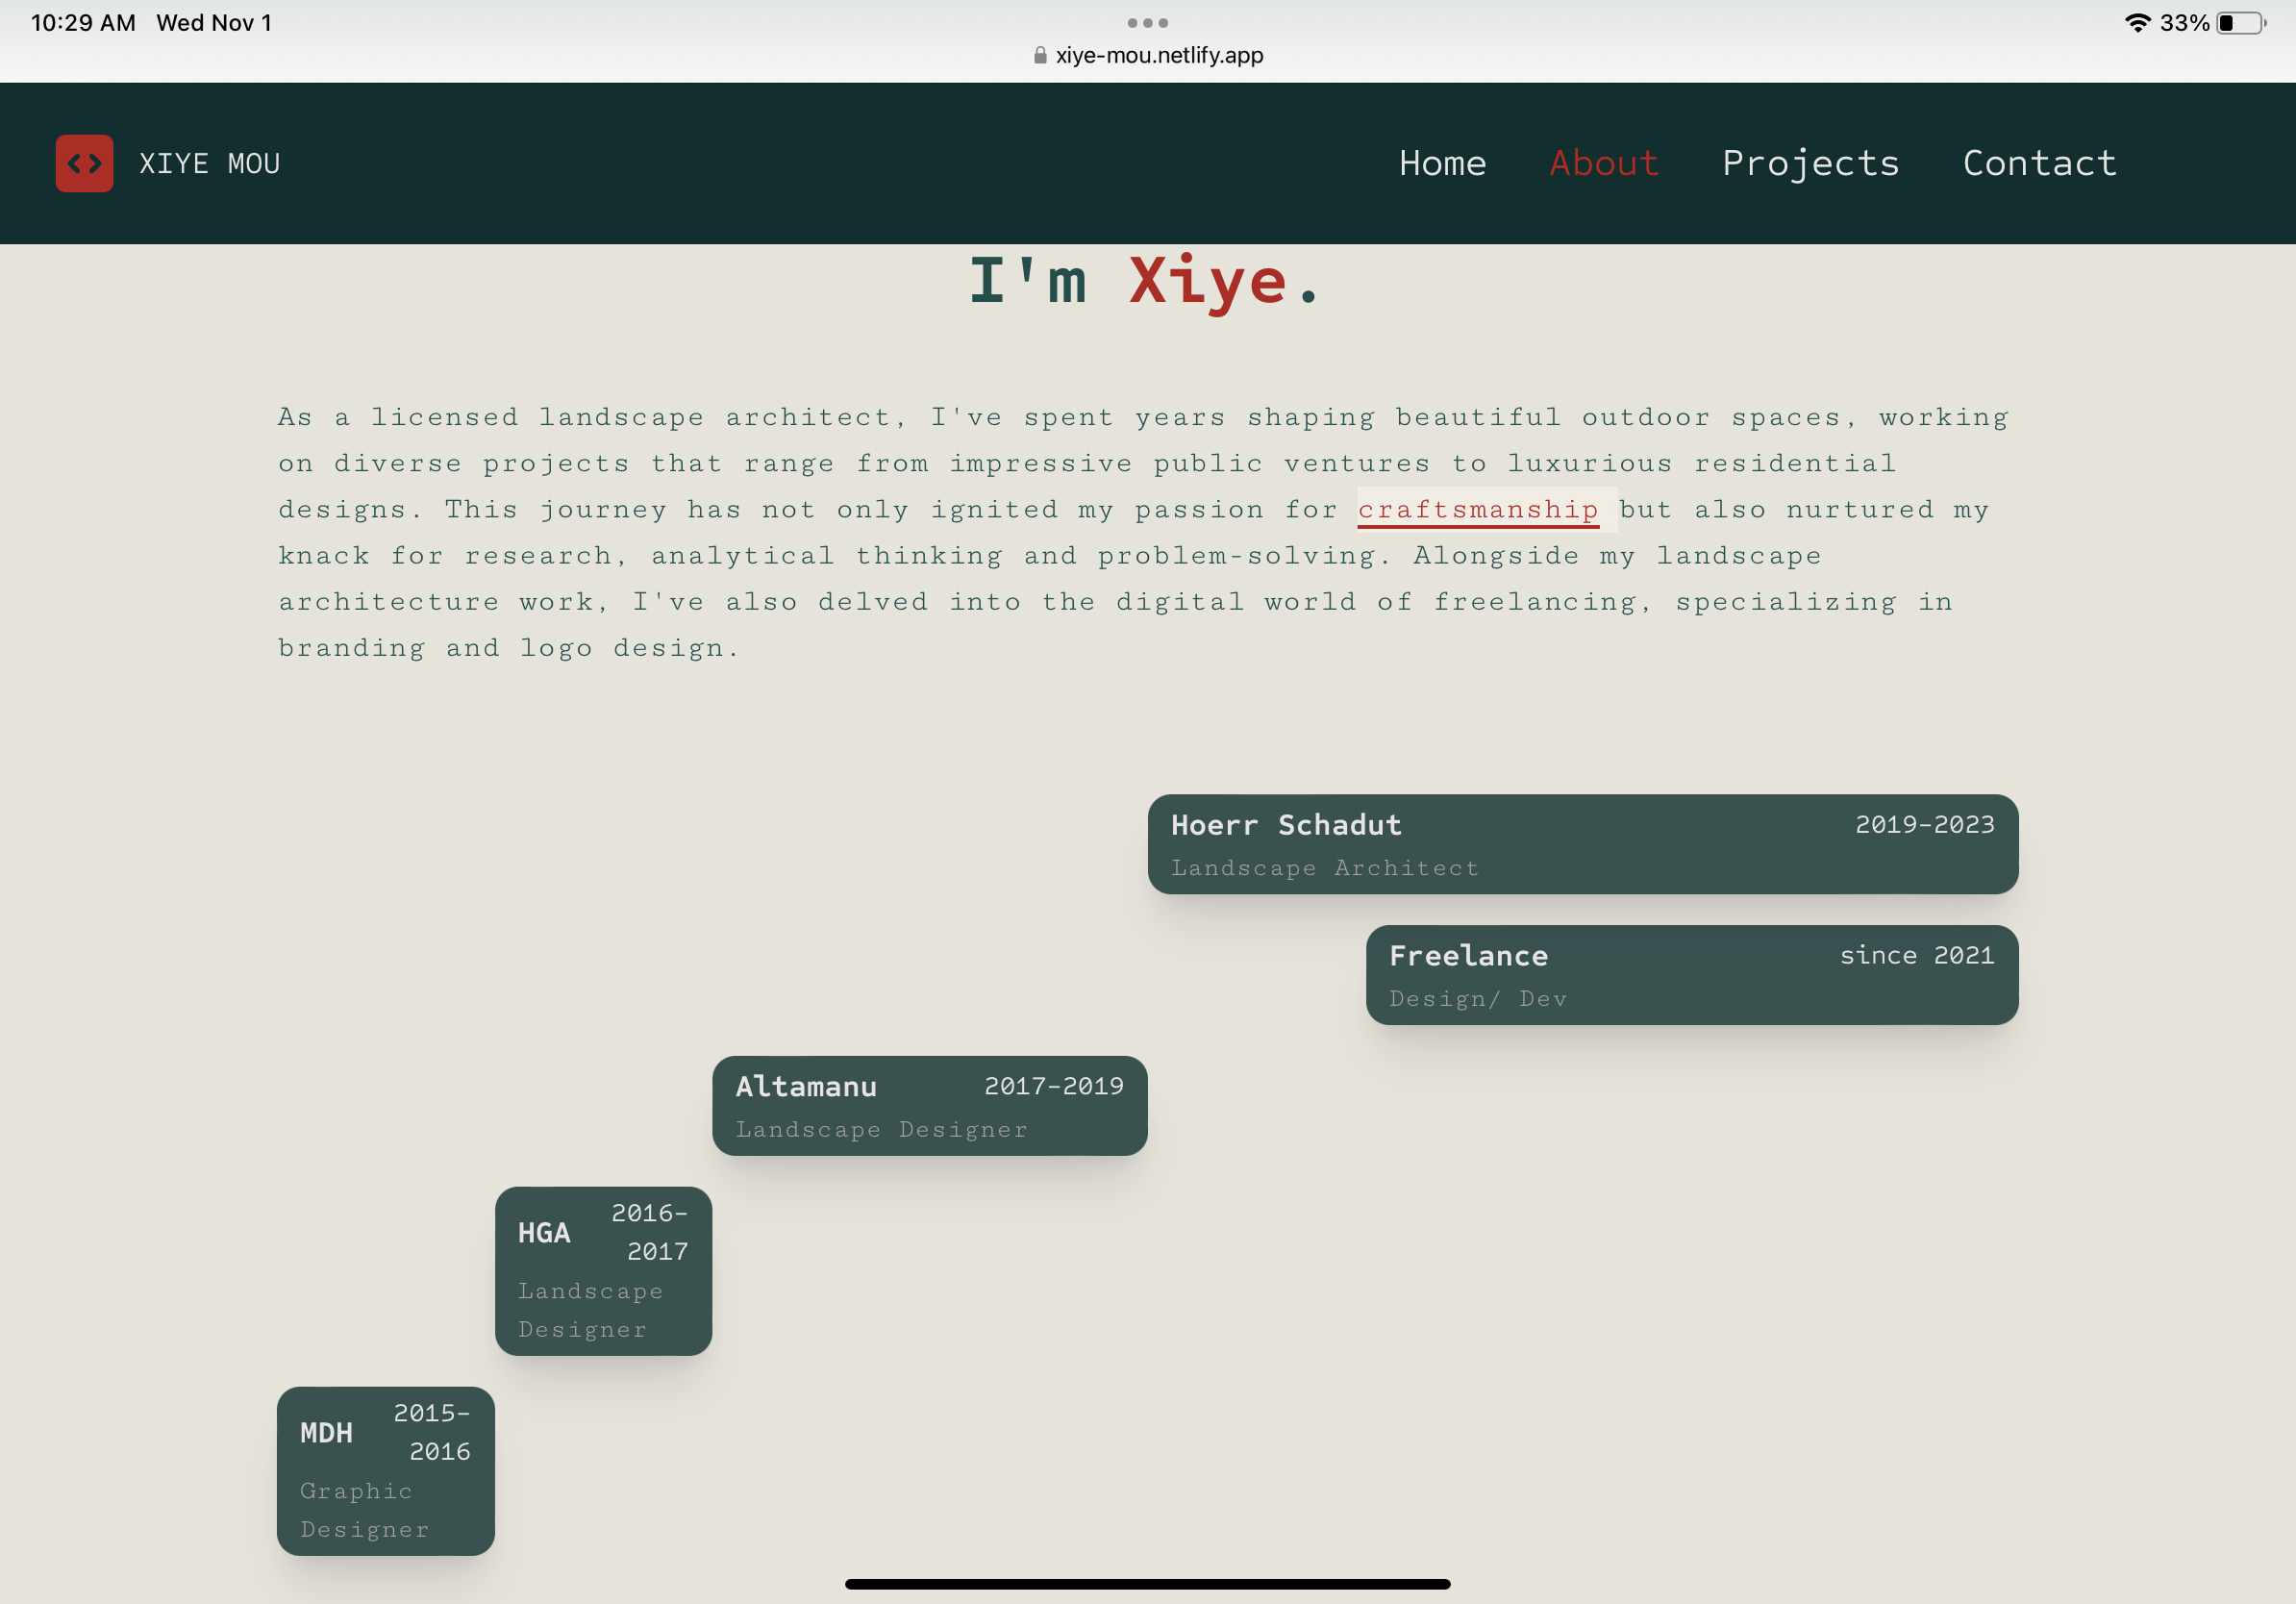 10:29 AM Wed Nov 1
33%
xiye-mou.netlify.app
XIYE MOU
Home About Projects Contact
I'm Xiye.
As a licensed landscape architect, I've spent years shaping beautiful outdoor spaces, working
on diverse projects that range from impressive public ventures to luxurious residential
designs. This journey has not only ignited my passion for craftsmanship but also nurtured my
knack for research, analytical thinking and problem-solving. Alongside my landscape
architecture work, I've also delved into the digital world of freelancing, specializing in
branding and logo design.
Hoerr Schadut 2019-2023
Landscape Architect
Freelance since 2021
Design/ Dev
Altamanu 2017-2019
Landscape Designer
HGA 2016-
2017
Landscape
Designer
MDH 2015-
2016
Graphic
Designer